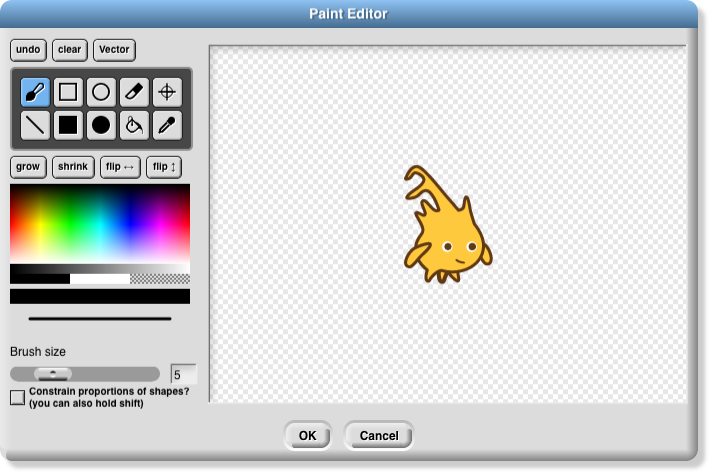 Paint Editor
undo clear Vector
grow shrink flip ↔ flip ↕
Brush size
5
Constrain proportions of shapes?
(you can also hold shift)
OK Cancel